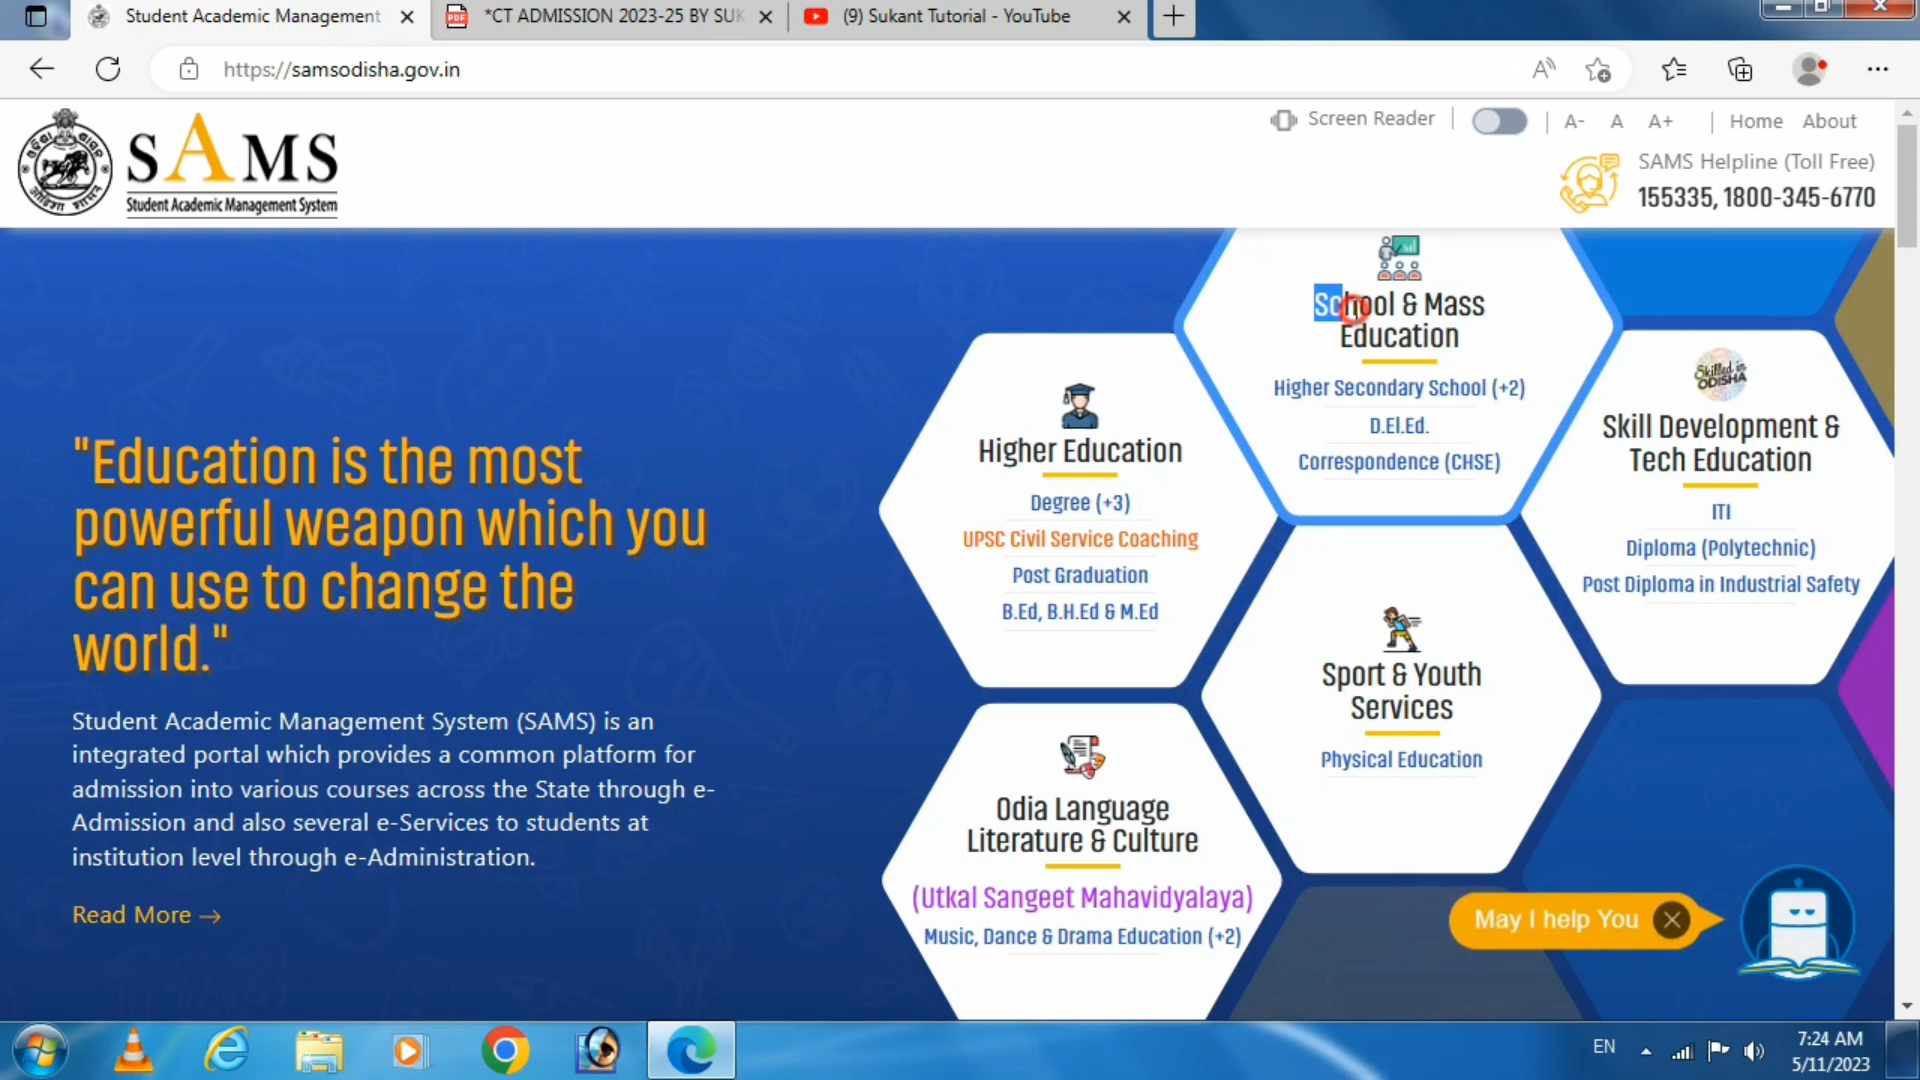 Student Academic Management
*CT ADMISSION 2023-25 BY SUK
(9) Sukant Tutorial - YouTube
https://samsodisha.gov.in
SAMS
Student Academic Management System
Screen Reader
A- A A+
Home About
SAMS Helpline (Toll Free)
155335, 1800-345-6770
"Education is the most
powerful weapon which you
can use to change the
world."
Student Academic Management System (SAMS) is an
integrated portal which provides a common platform for
admission into various courses across the State through e-
Admission and also several e-Services to students at
institution level through e-Administration.
Read More →
School & Mass
Education
Higher Secondary School (+2)
D.El.Ed.
Correspondence (CHSE)
Higher Education
Degree (+3)
UPSC Civil Service Coaching
Post Graduation
B.Ed, B.H.Ed & M.Ed
Skilled in
ODISHA
Skill Development &
Tech Education
ITI
Diploma (Polytechnic)
Post Diploma in Industrial Safety
Sport & Youth
Services
Physical Education
Odia Language
Literature & Culture
(Utkal Sangeet Mahavidyalaya)
Music, Dance & Drama Education (+2)
May I help You
EN
7:24 AM
5/11/2023